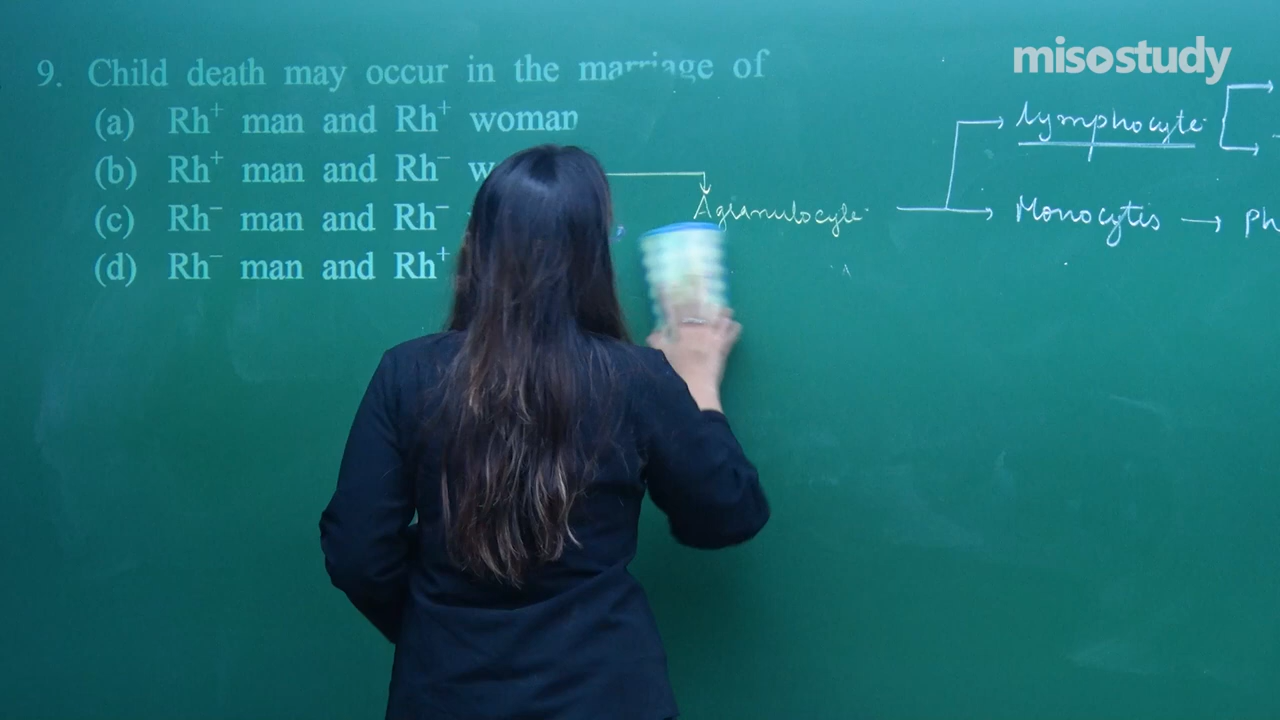 misostudy
9. Child death may occur in the marriage of
(a) Rh⁺ man and Rh⁺ woman
(b) Rh⁺ man and Rh⁻ w
(c) Rh⁻ man and Rh⁻
(d) Rh⁻ man and Rh⁺
Lymphocyte
Agranulocyte
Monocytis
Ph